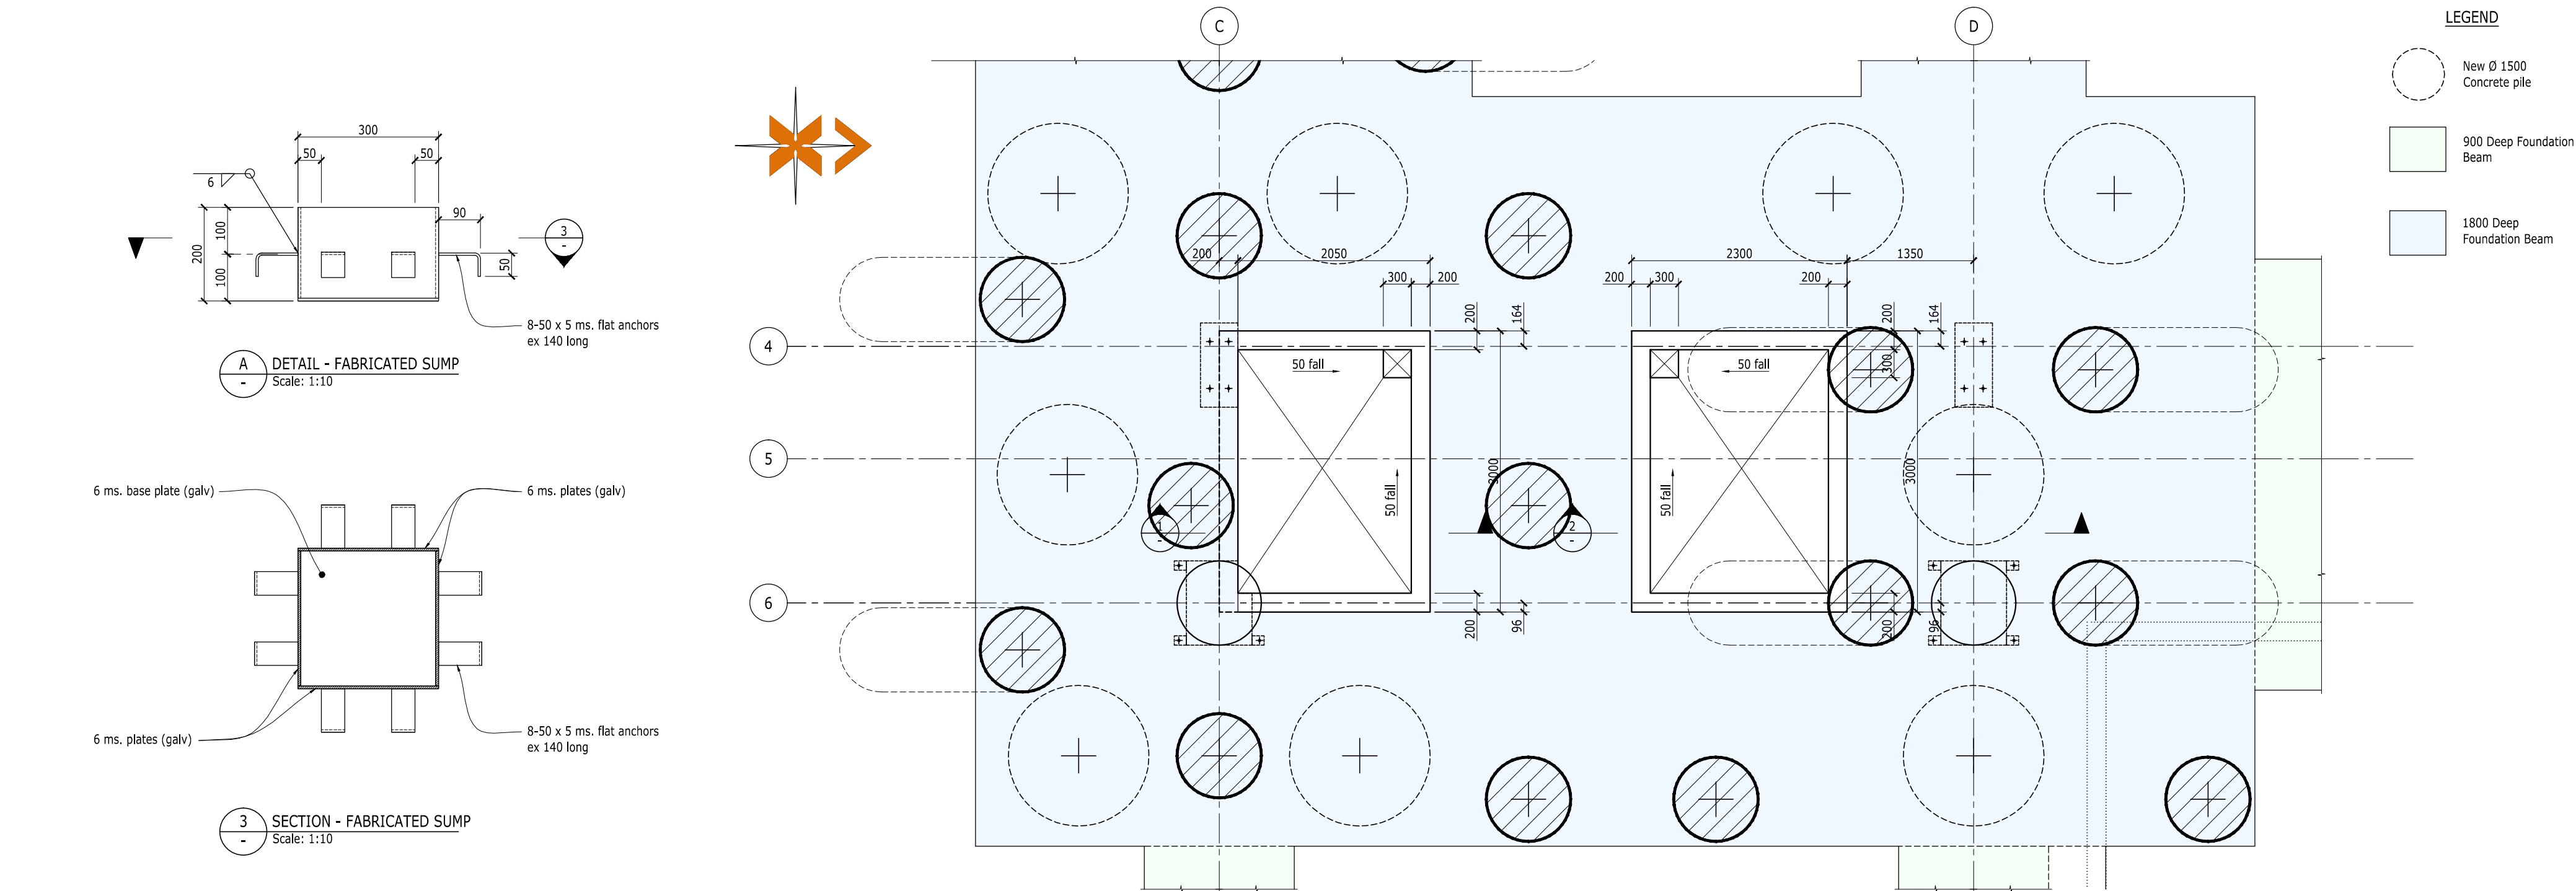 LEGEND
New Ø 1500
Concrete pile
900 Deep Foundation
Beam
1800 Deep
Foundation Beam
300
50
50
6
90
200
100
100
50
3
-
8-50 x 5 ms. flat anchors
ex 140 long
A
-
DETAIL - FABRICATED SUMP
Scale: 1:10
6 ms. base plate (galv)
6 ms. plates (galv)
6 ms. plates (galv)
8-50 x 5 ms. flat anchors
ex 140 long
3
-
SECTION - FABRICATED SUMP
Scale: 1:10
C
D
4
5
6
200
2050
300
200
200
164
50 fall
50 fall
3000
200
96
1
-
2
-
2300
1350
200
300
200
200
164
300
50 fall
50 fall
3000
200
96